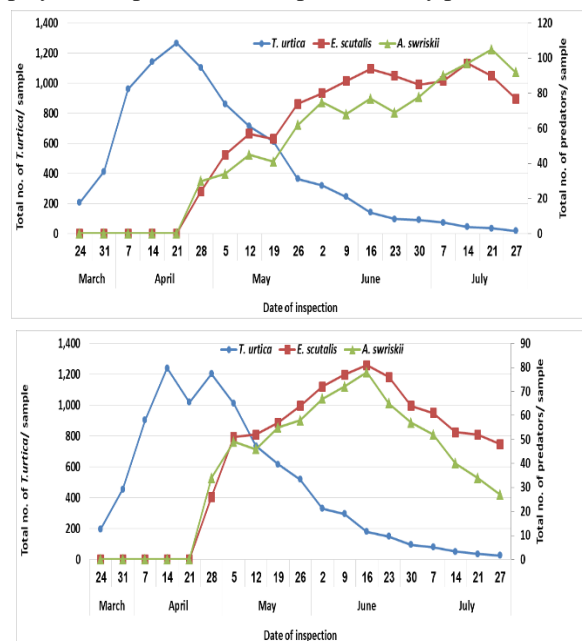 T. urtica E. scutalis A. swriskii
Total no. of T.urtica/ sample
1,400
1,200
1,000
800
600
400
200
0
120
100
80
60
40
20
0
Total no. of predators/ sample
24 31 7 14 21 28 5 12 19 26 2 9 16 23 30 7 14 21 27
March April May June July
Date of inspection
T. urtica E. scutalis A. swriskii
Total no. of T.urtica/ sample
1,400
1,200
1,000
800
600
400
200
0
90
80
70
60
50
40
30
20
10
0
Total no. of predators/ sample
24 31 7 14 21 28 5 12 19 26 2 9 16 23 30 7 14 21 27
March April May June July
Date of inspection